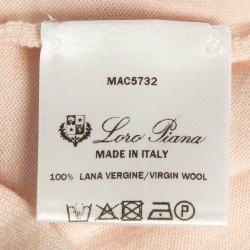 MAC5732
Loro Piana
MADE IN ITALY
100% LANA VERGINE/VIRGIN WOOL
P